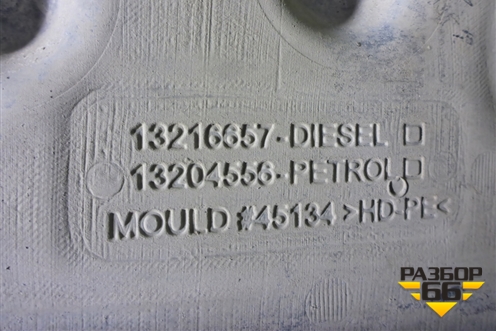 13216657-DIESEL
13204556-PETROL
MOULD #45134 >HD-PE<
РАЗБОР
66